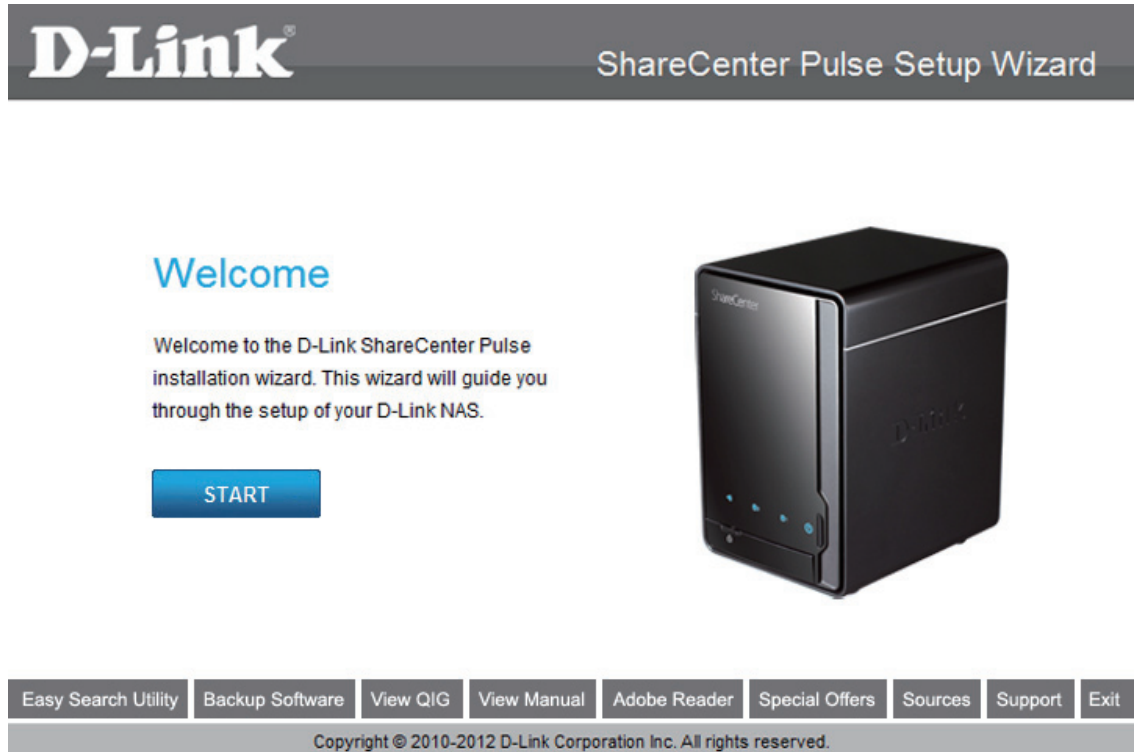 D-Link®
ShareCenter Pulse Setup Wizard
Welcome
Welcome to the D-Link ShareCenter Pulse
installation wizard. This wizard will guide you
through the setup of your D-Link NAS.
START
ShareCenter
D-Link
Easy Search Utility
Backup Software
View QIG
View Manual
Adobe Reader
Special Offers
Sources
Support
Exit
Copyright © 2010-2012 D-Link Corporation Inc. All rights reserved.